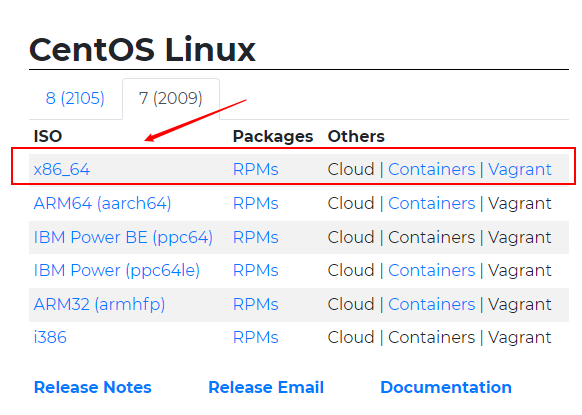 CentOS Linux
8 (2105) 7 (2009)
ISO Packages Others
x86_64 RPMs Cloud | Containers | Vagrant
ARM64 (aarch64) RPMs Cloud | Containers | Vagrant
IBM Power BE (ppc64) RPMs Cloud | Containers | Vagrant
IBM Power (ppc64le) RPMs Cloud | Containers | Vagrant
ARM32 (armhfp) RPMs Cloud | Containers | Vagrant
i386 RPMs Cloud | Containers | Vagrant
Release Notes Release Email Documentation